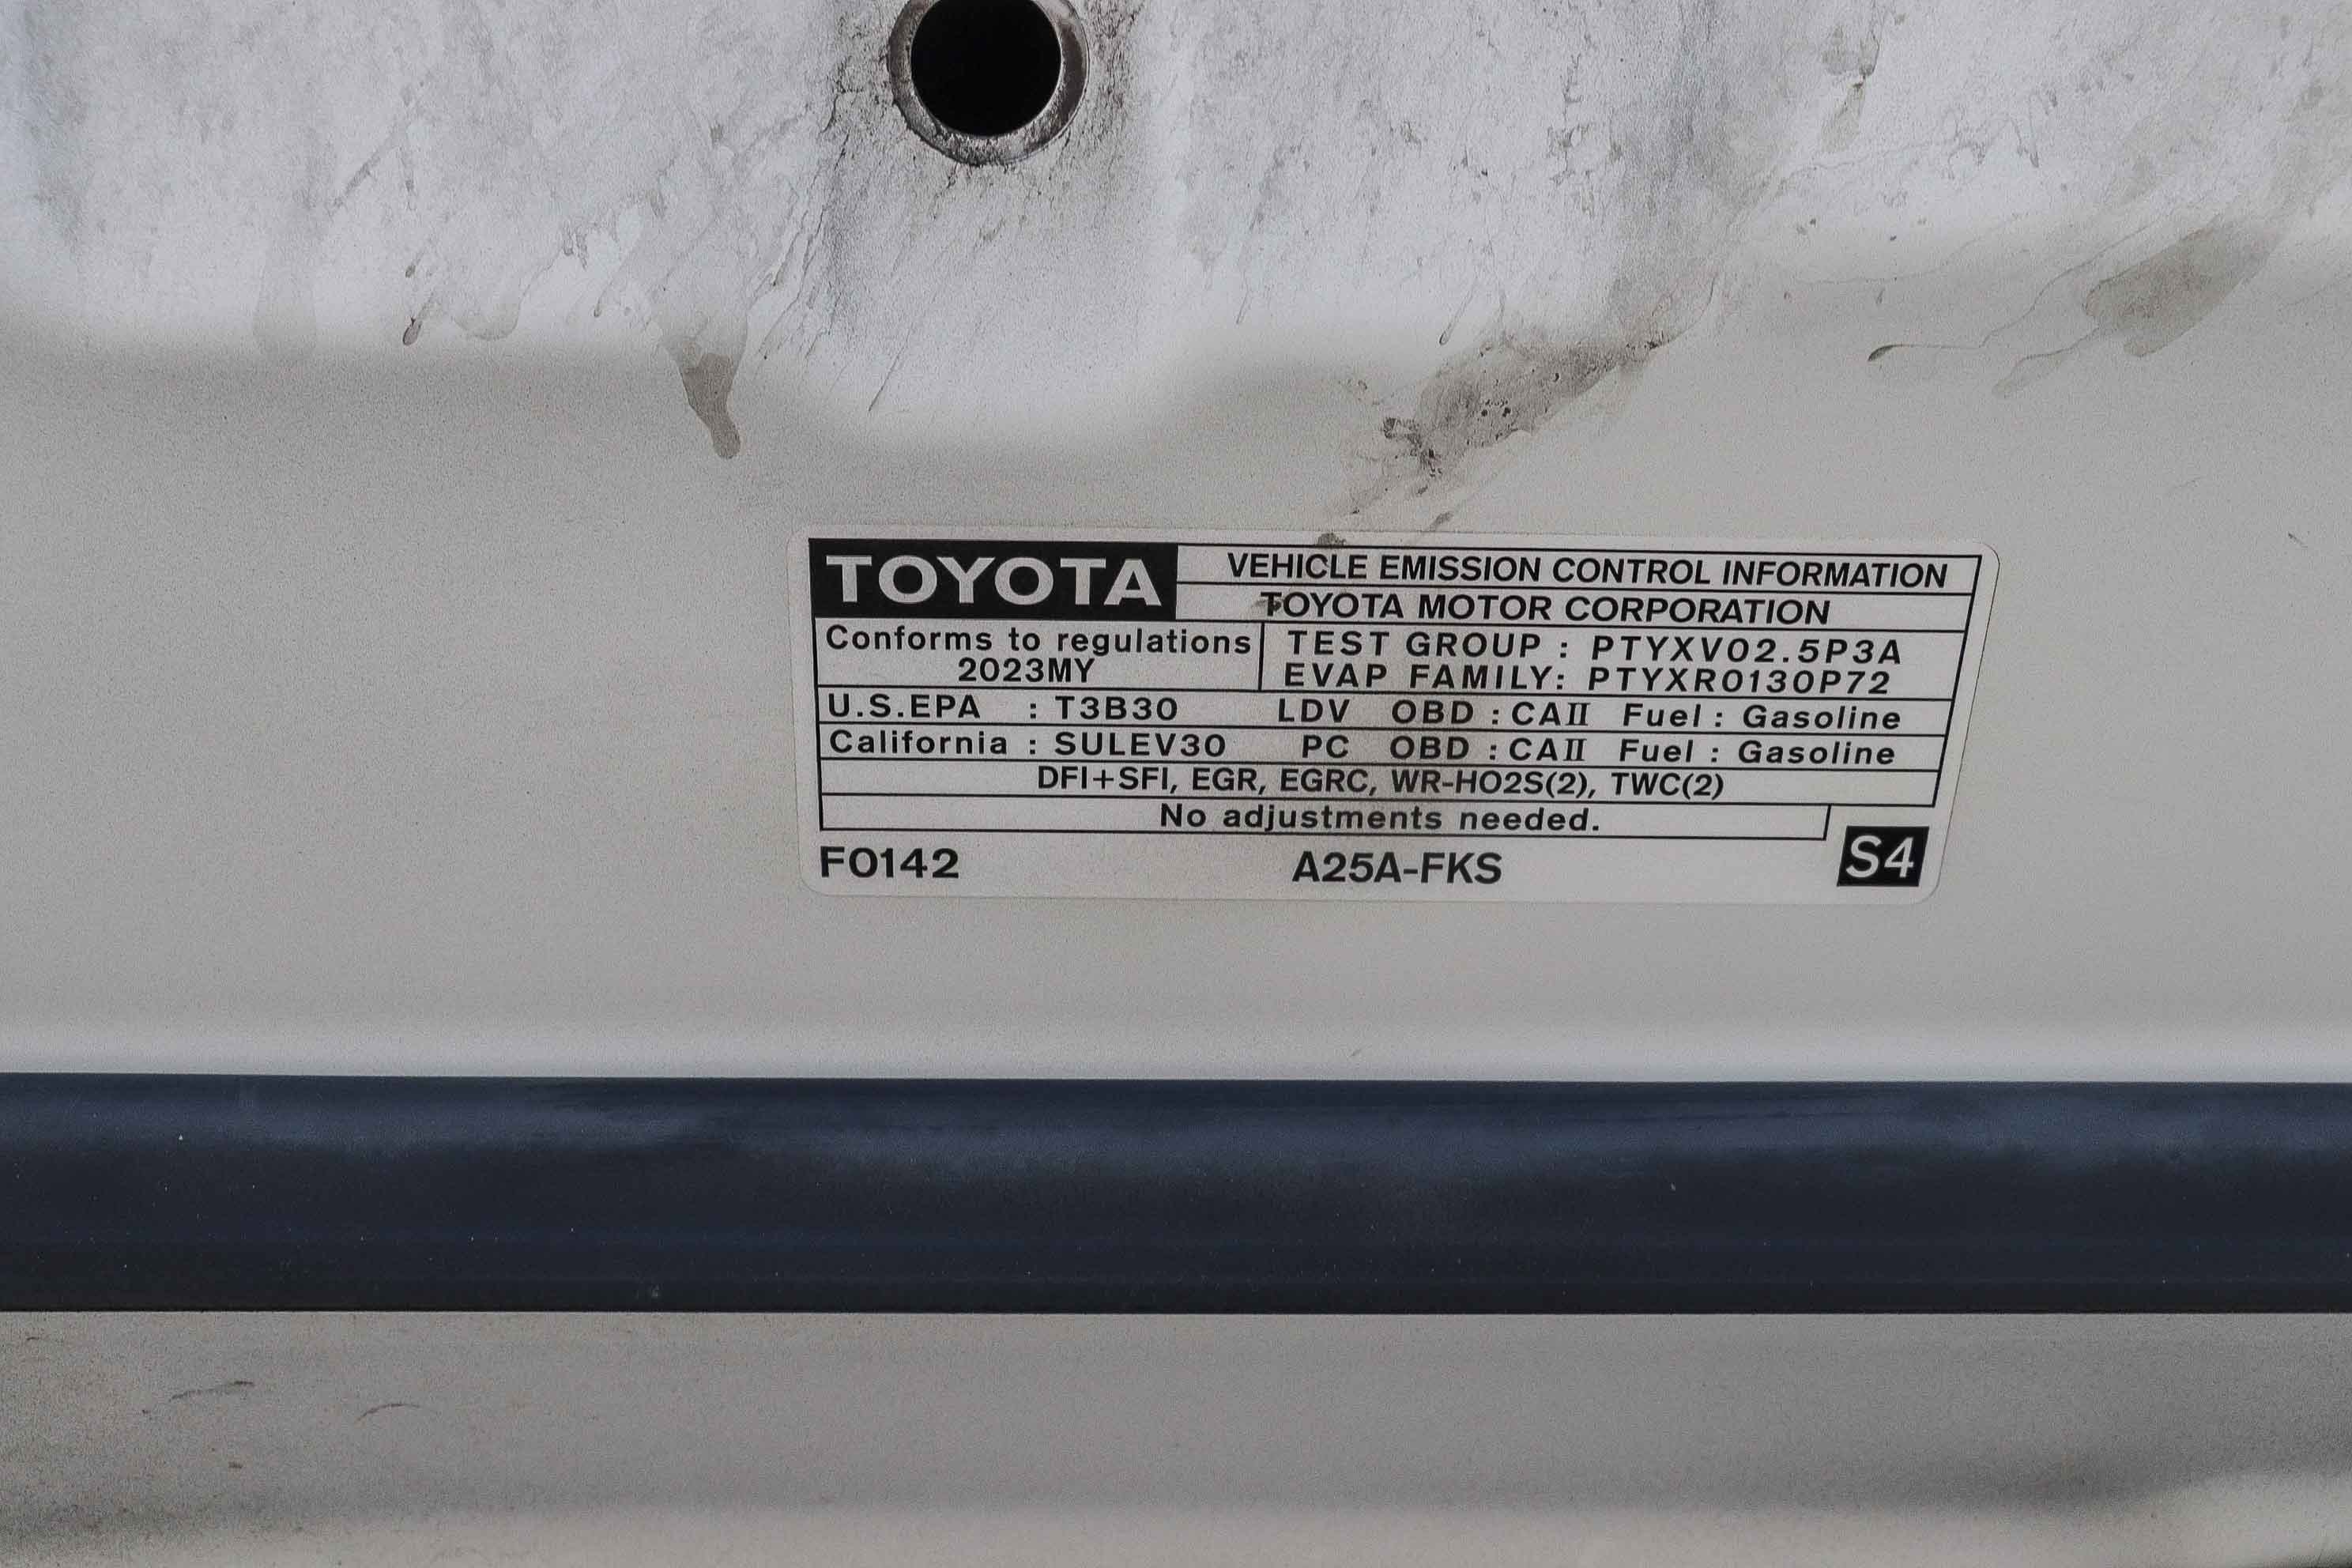 TOYOTA
VEHICLE EMISSION CONTROL INFORMATION
TOYOTA MOTOR CORPORATION
Conforms to regulations
2023MY
TEST GROUP : PTYXV02.5P3A
EVAP FAMILY: PTYXR0130P72
U.S.EPA : T3B30 LDV OBD : CAII Fuel : Gasoline
California : SULEV30 PC OBD : CAII Fuel : Gasoline
DFI+SFI, EGR, EGRC, WR-HO2S(2), TWC(2)
No adjustments needed.
F0142 A25A-FKS S4